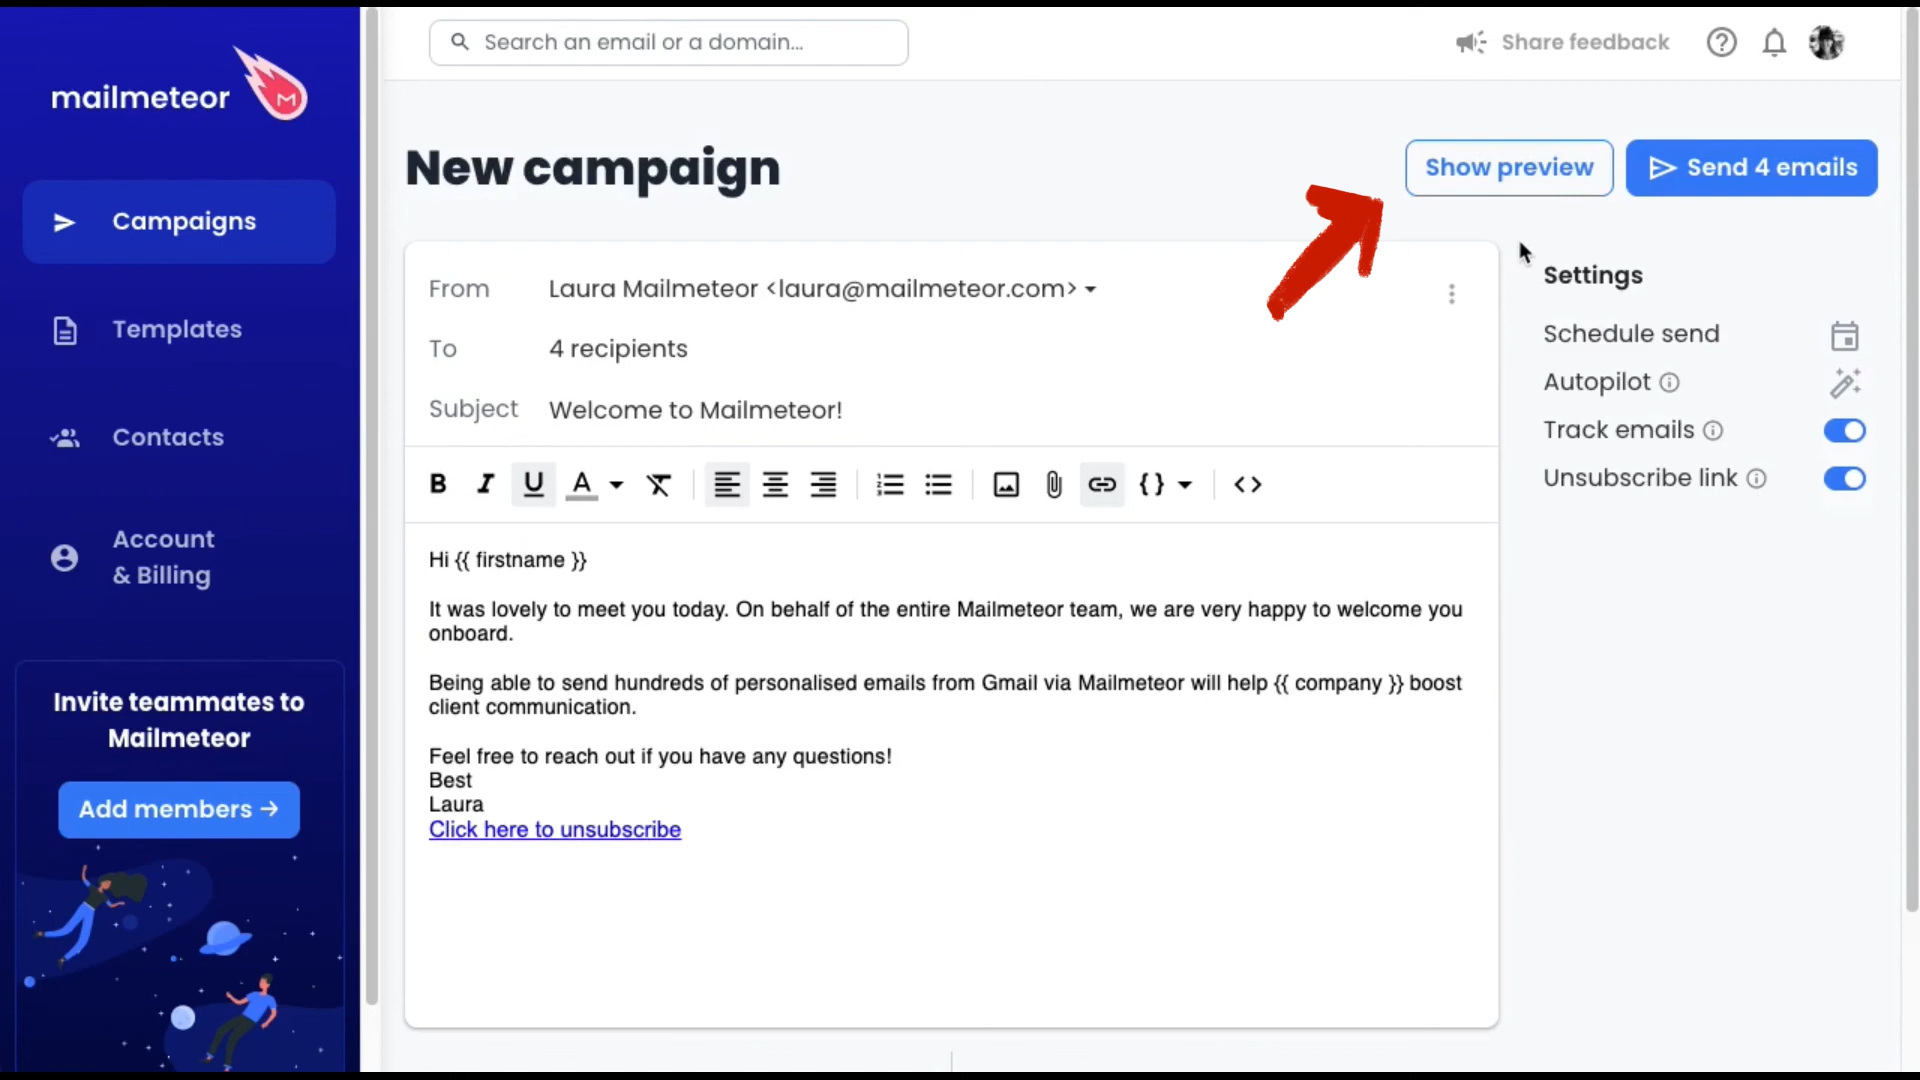 mailmeteor
Campaigns
Templates
Contacts
Account
& Billing
Invite teammates to
Mailmeteor
Add members →
Search an email or a domain...
Share feedback
New campaign
Show preview
Send 4 emails
From Laura Mailmeteor <laura@mailmeteor.com>
To 4 recipients
Subject Welcome to Mailmeteor!
Hi {{ firstname }}
It was lovely to meet you today. On behalf of the entire Mailmeteor team, we are very happy to welcome you
onboard.
Being able to send hundreds of personalised emails from Gmail via Mailmeteor will help {{ company }} boost
client communication.
Feel free to reach out if you have any questions!
Best
Laura
Click here to unsubscribe
Settings
Schedule send
Autopilot
Track emails
Unsubscribe link